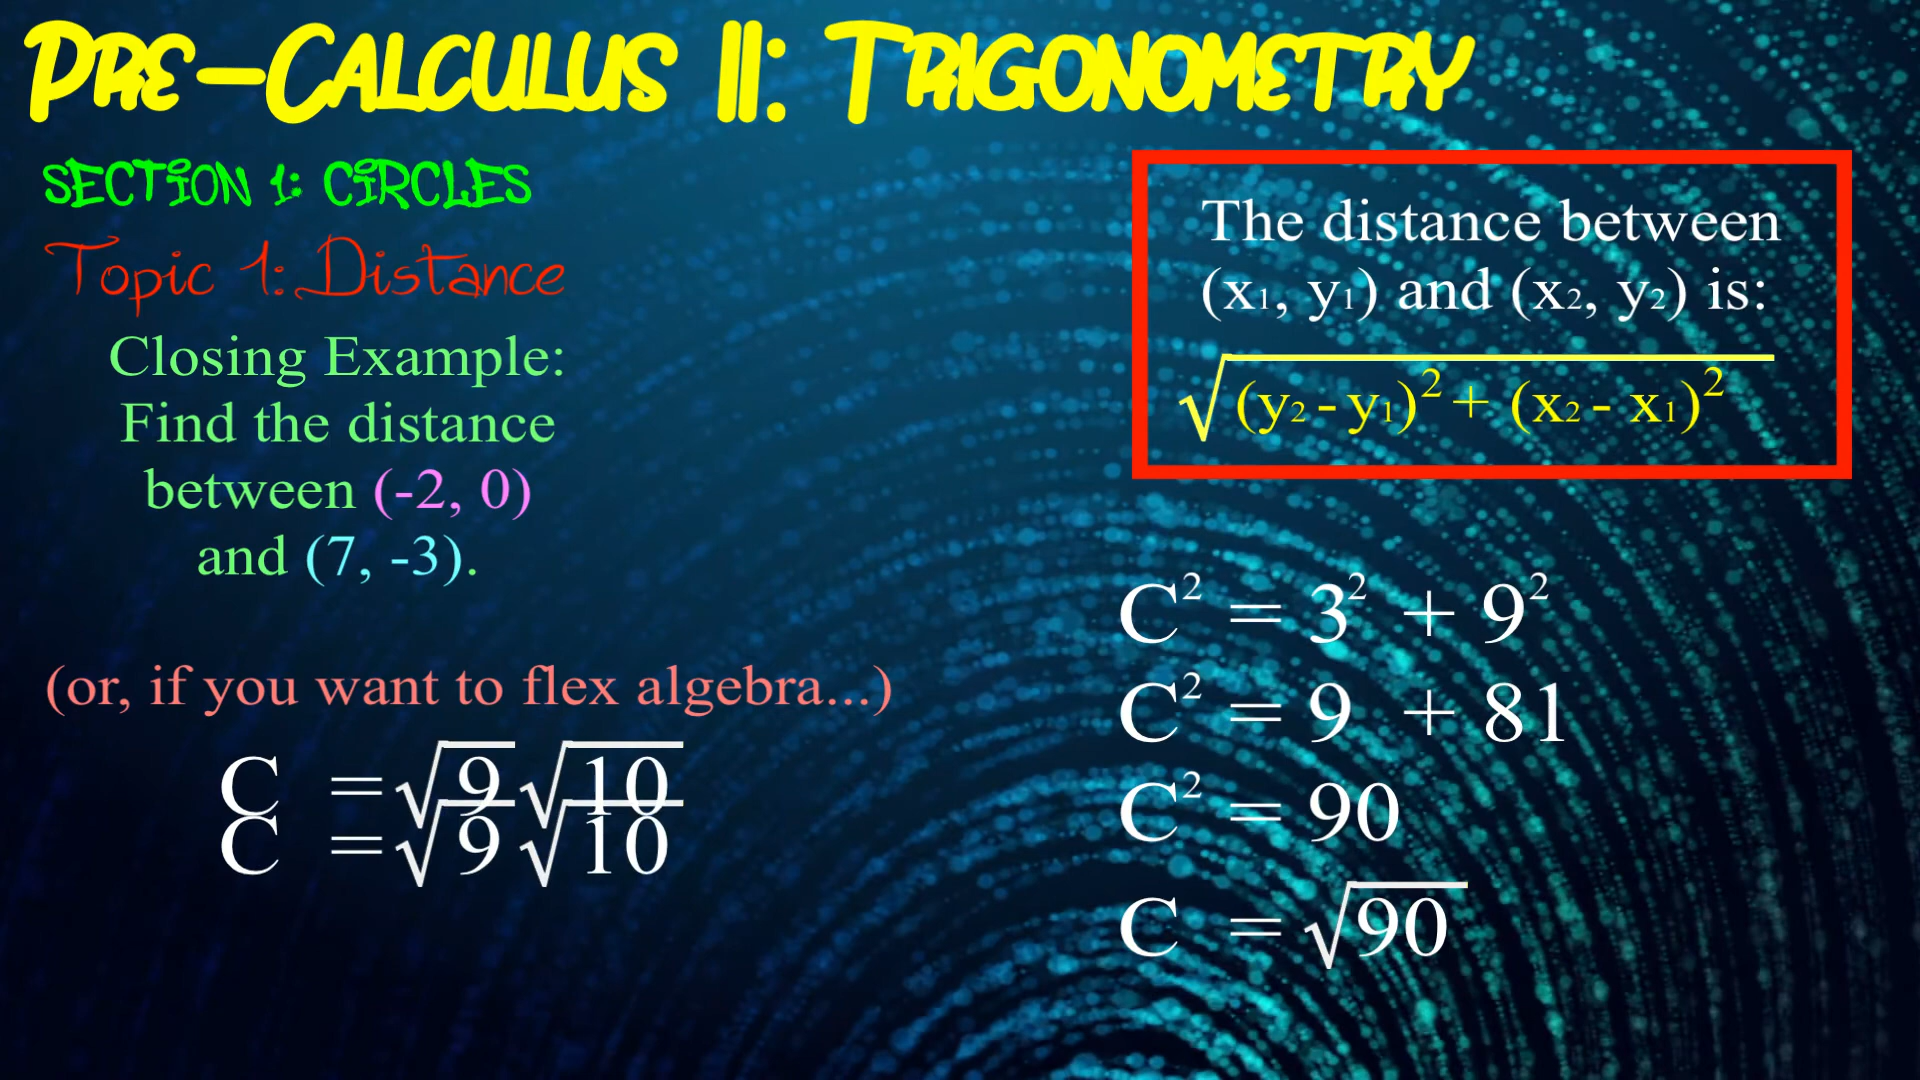 PRE-CALCULUS II: TRIGONOMETRY
SECTION 1: CIRCLES
Topic 1: Distance
Closing Example:
Find the distance
between (-2, 0)
and (7, -3).
(or, if you want to flex algebra...)
C = √9 √10
C = √9 √10
The distance between
(x₁, y₁) and (x₂, y₂) is:
√(y₂ - y₁)² + (x₂ - x₁)²
C² = 3² + 9²
C² = 9 + 81
C² = 90
C = √90